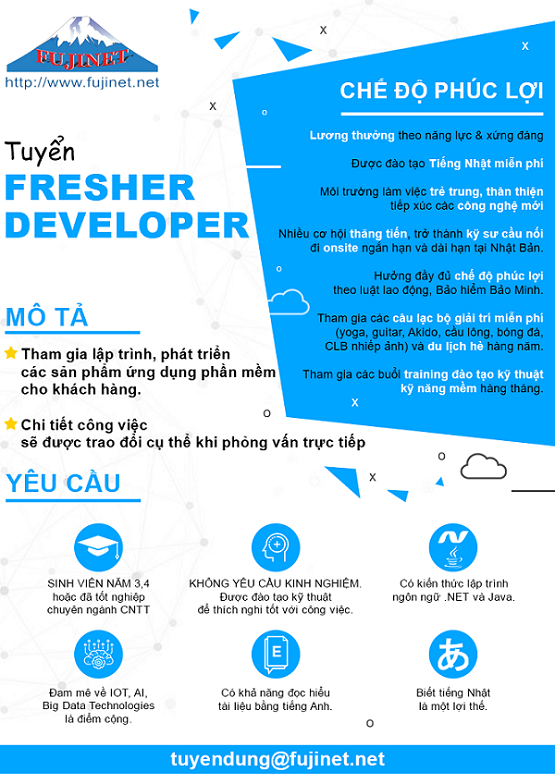 FUJINET
http://www.fujinet.net
Tuyển
FRESHER
DEVELOPER
CHẾ ĐỘ PHÚC LỢI
Lương thưởng theo năng lực & xứng đáng
Được đào tạo Tiếng Nhật miễn phí
Môi trường làm việc trẻ trung, thân thiện
tiếp xúc các công nghệ mới
Nhiều cơ hội thăng tiến, trở thành kỹ sư cầu nối
đi onsite ngắn hạn và dài hạn tại Nhật Bản.
Hưởng đầy đủ chế độ phúc lợi
theo luật lao động, Bảo hiểm Bảo Minh.
Tham gia các câu lạc bộ giải trí miễn phí
(yoga, guitar, Akido, cầu lông, bóng đá,
CLB nhiếp ảnh) và du lịch hè hàng năm.
Tham gia các buổi training đào tạo kỹ thuật
kỹ năng mềm hàng tháng.
MÔ TẢ
Tham gia lập trình, phát triển
các sản phẩm ứng dụng phần mềm
cho khách hàng.
Chi tiết công việc
sẽ được trao đổi cụ thể khi phỏng vấn trực tiếp
YÊU CẦU
SINH VIÊN NĂM 3,4
hoặc đã tốt nghiệp
chuyên ngành CNTT
KHÔNG YÊU CẦU KINH NGHIỆM.
Được đào tạo kỹ thuật
để thích nghi tốt với công việc.
Có kiến thức lập trình
ngôn ngữ .NET và Java.
Đam mê về IOT, AI,
Big Data Technologies
là điểm cộng.
E
Có khả năng đọc hiểu
tài liệu bằng tiếng Anh.
あ
Biết tiếng Nhật
là một lợi thế.
tuyendung@fujinet.net